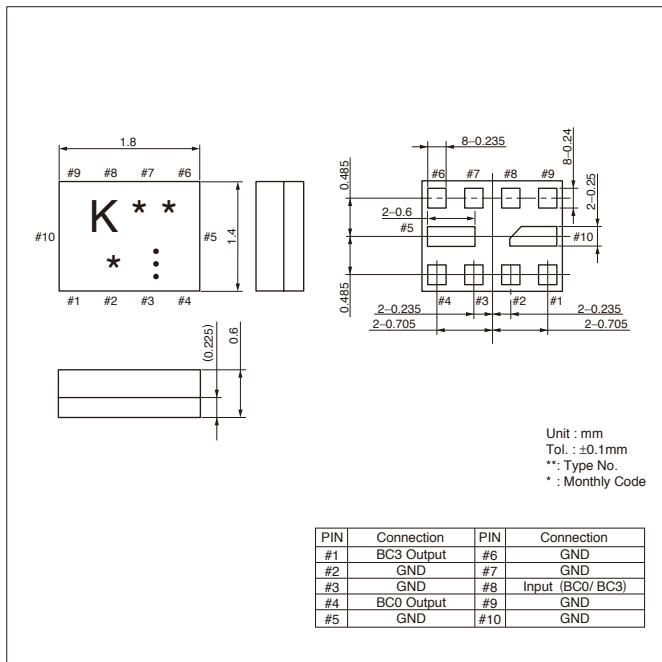 1.8
#9 #8 #7 #6
K * *
* ⋮
#10
#5
1.4
#1 #2 #3 #4
(0.225)
0.6
8–0.235
8–0.24
2–0.25
0.485
0.485
#6 #7 #8 #9
2–0.6
#5
#10
#4 #3 #2 #1
2–0.235 2–0.235
2–0.705 2–0.705
Unit : mm
Tol. : ±0.1mm
**: Type No.
* : Monthly Code
PIN Connection PIN Connection
#1 BC3 Output #6 GND
#2 GND #7 GND
#3 GND #8 Input (BC0/ BC3)
#4 BC0 Output #9 GND
#5 GND #10 GND